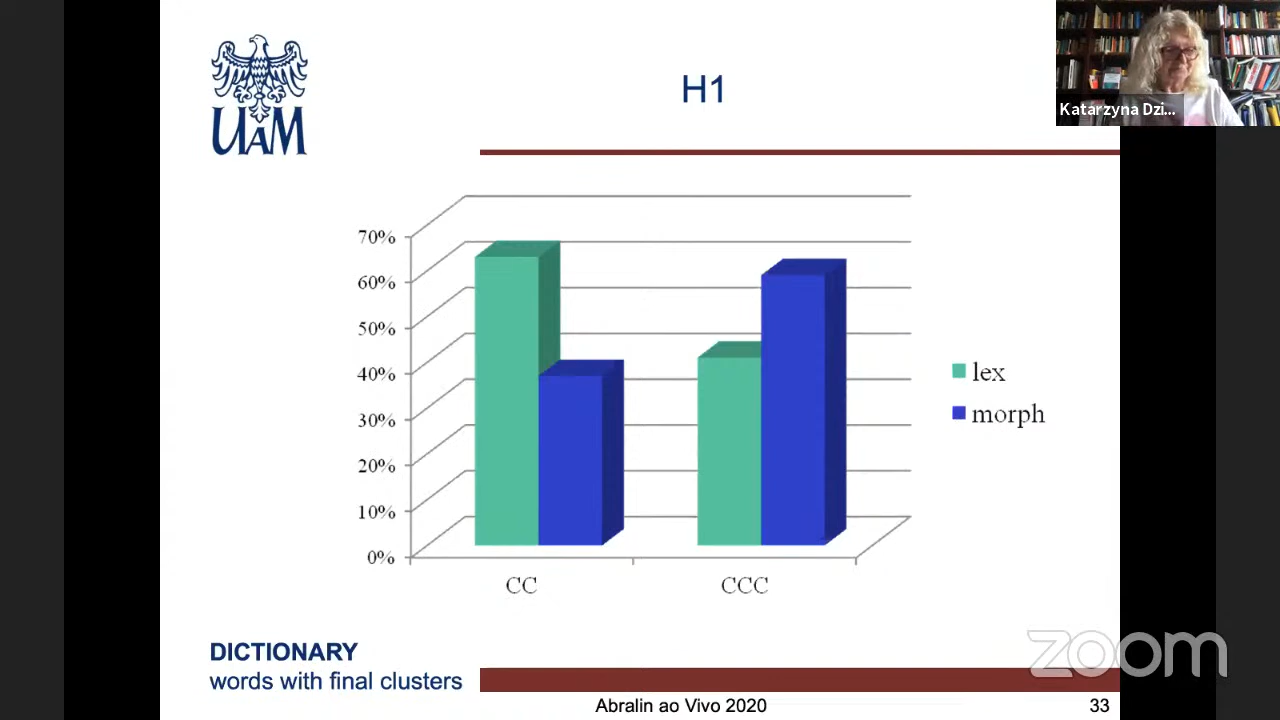 UAM
H1
Katarzyna Dzi...
70%
60%
50%
40%
30%
20%
10%
0%
CC
CCC
lex
morph
DICTIONARY
words with final clusters
zoom
Abralin ao Vivo 2020
33